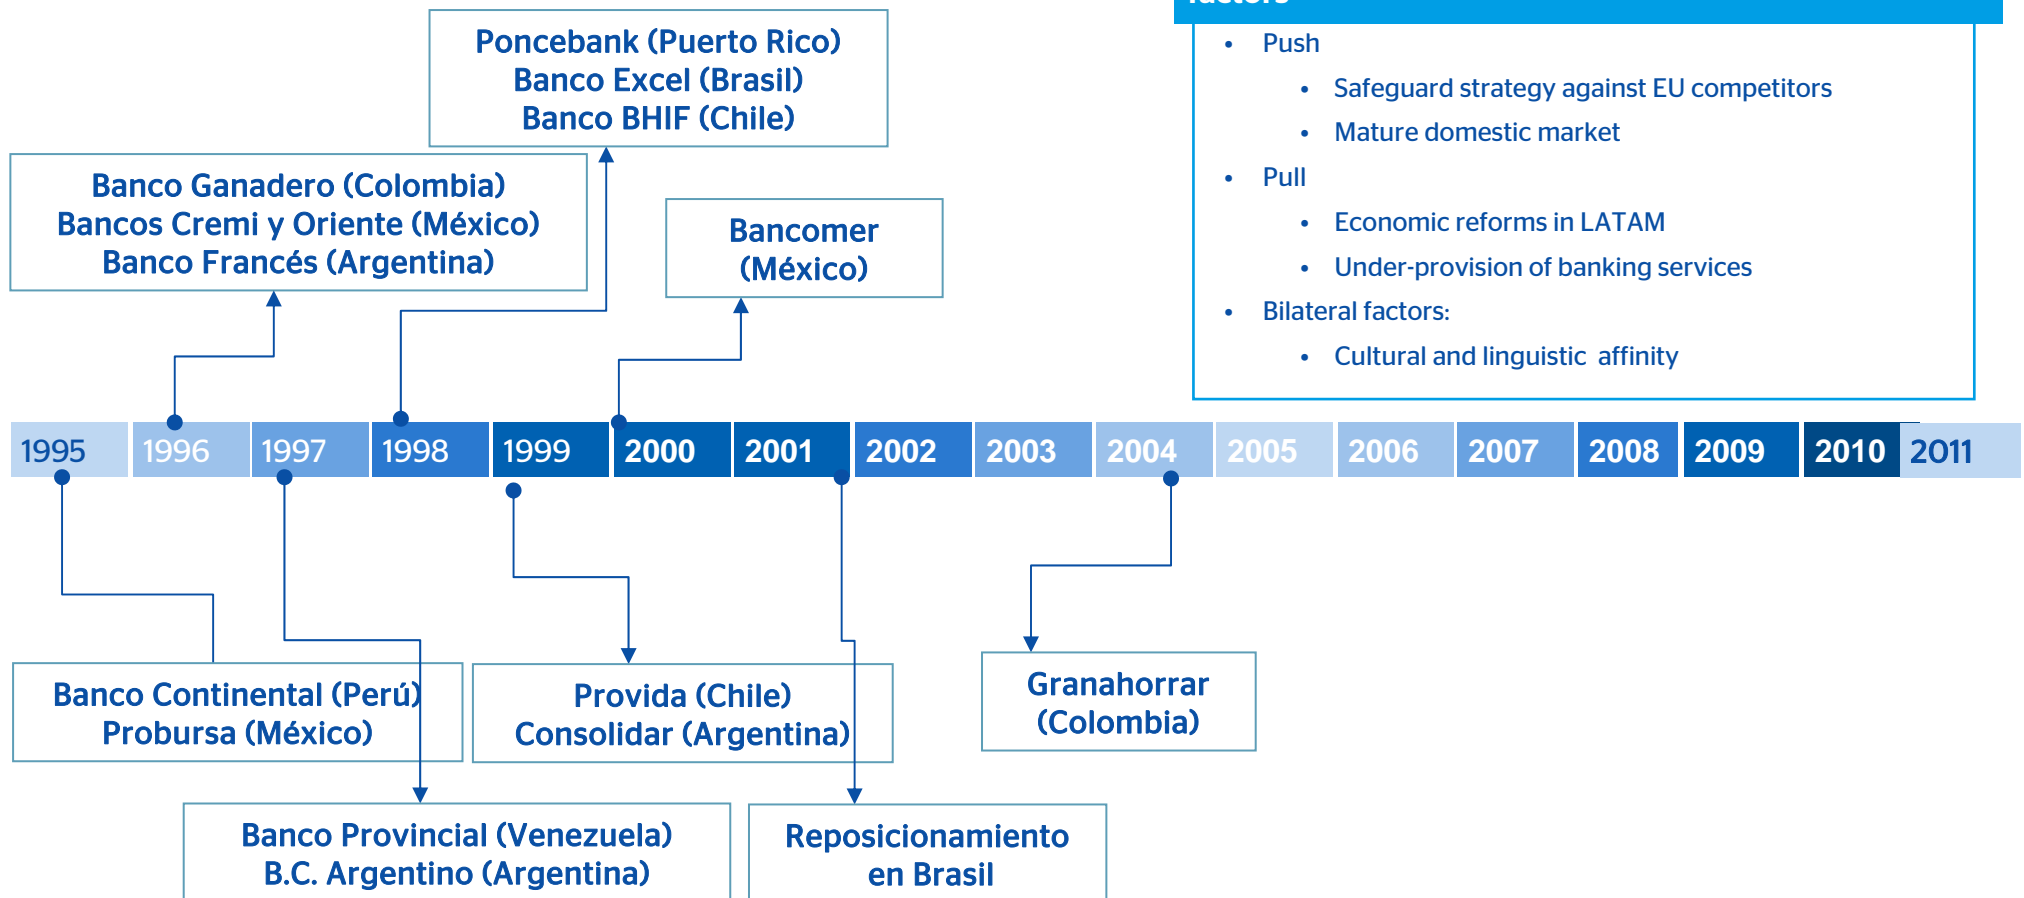 factors
Poncebank (Puerto Rico)
Banco Excel (Brasil)
Banco BHIF (Chile)
• Push
• Safeguard strategy against EU competitors
• Mature domestic market
• Pull
• Economic reforms in LATAM
• Under-provision of banking services
• Bilateral factors:
• Cultural and linguistic affinity
Banco Ganadero (Colombia)
Bancos Cremi y Oriente (México)
Banco Francés (Argentina)
Bancomer
(México)
1995 1996 1997 1998 1999 2000 2001 2002 2003 2004 2005 2006 2007 2008 2009 2010 2011
Banco Continental (Perú)
Probursa (México)
Provida (Chile)
Consolidar (Argentina)
Granahorrar
(Colombia)
Banco Provincial (Venezuela)
B.C. Argentino (Argentina)
Reposicionamiento
en Brasil